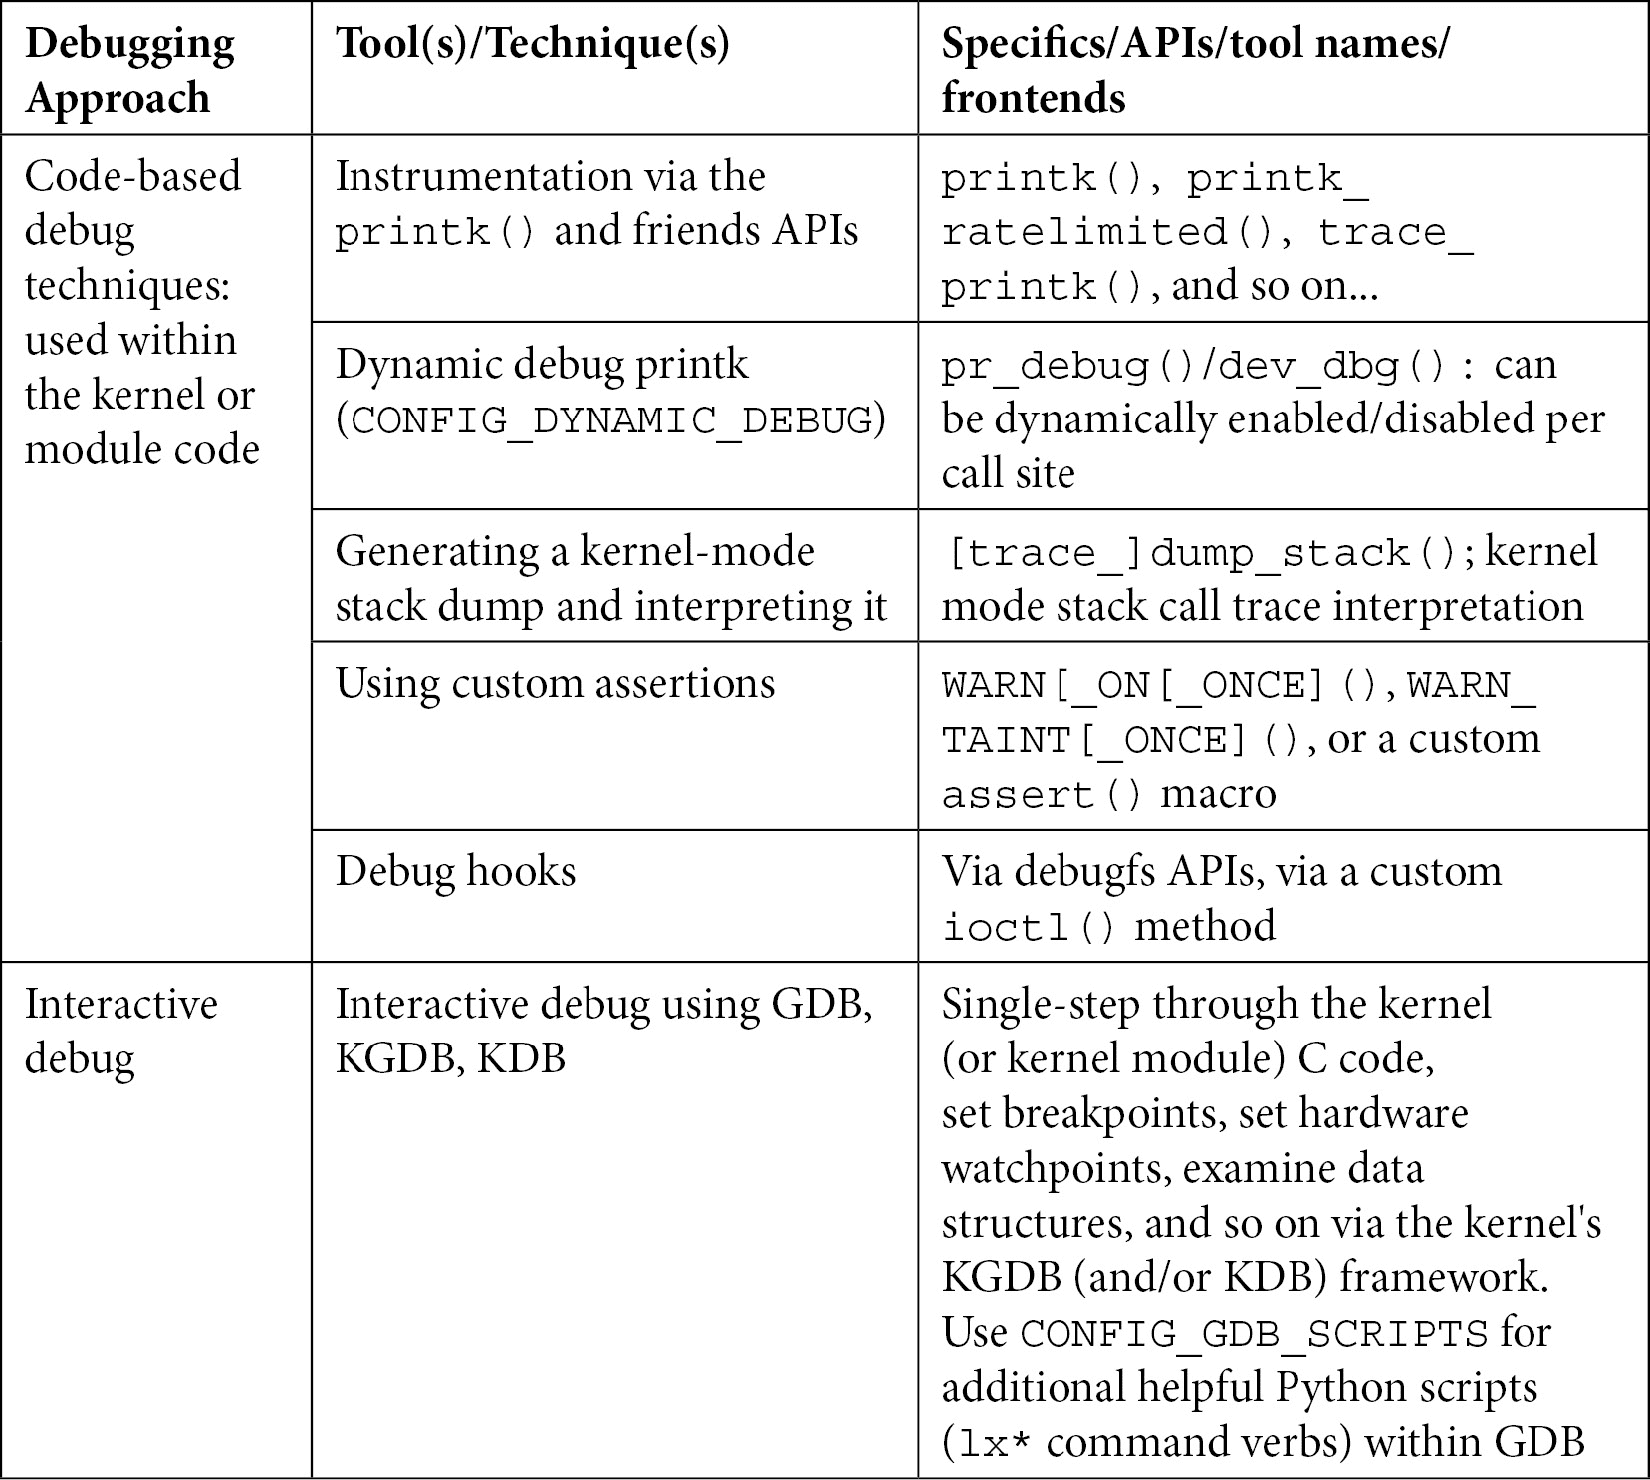 Debugging
Approach
Tool(s)/Technique(s)
Specifics/APIs/tool names/
frontends
Code-based
debug
techniques:
used within
the kernel or
module code
Instrumentation via the
printk() and friends APIs
printk(), printk_
ratelimited(), trace_
printk(), and so on...
Dynamic debug printk
(CONFIG_DYNAMIC_DEBUG)
pr_debug()/dev_dbg(): can
be dynamically enabled/disabled per
call site
Generating a kernel-mode
stack dump and interpreting it
[trace_]dump_stack(); kernel
mode stack call trace interpretation
Using custom assertions
WARN[_ON[_ONCE](), WARN_
TAINT[_ONCE](), or a custom
assert() macro
Debug hooks
Via debugfs APIs, via a custom
ioctl() method
Interactive
debug
Interactive debug using GDB,
KGDB, KDB
Single-step through the kernel
(or kernel module) C code,
set breakpoints, set hardware
watchpoints, examine data
structures, and so on via the kernel's
KGDB (and/or KDB) framework.
Use CONFIG_GDB_SCRIPTS for
additional helpful Python scripts
(lx* command verbs) within GDB